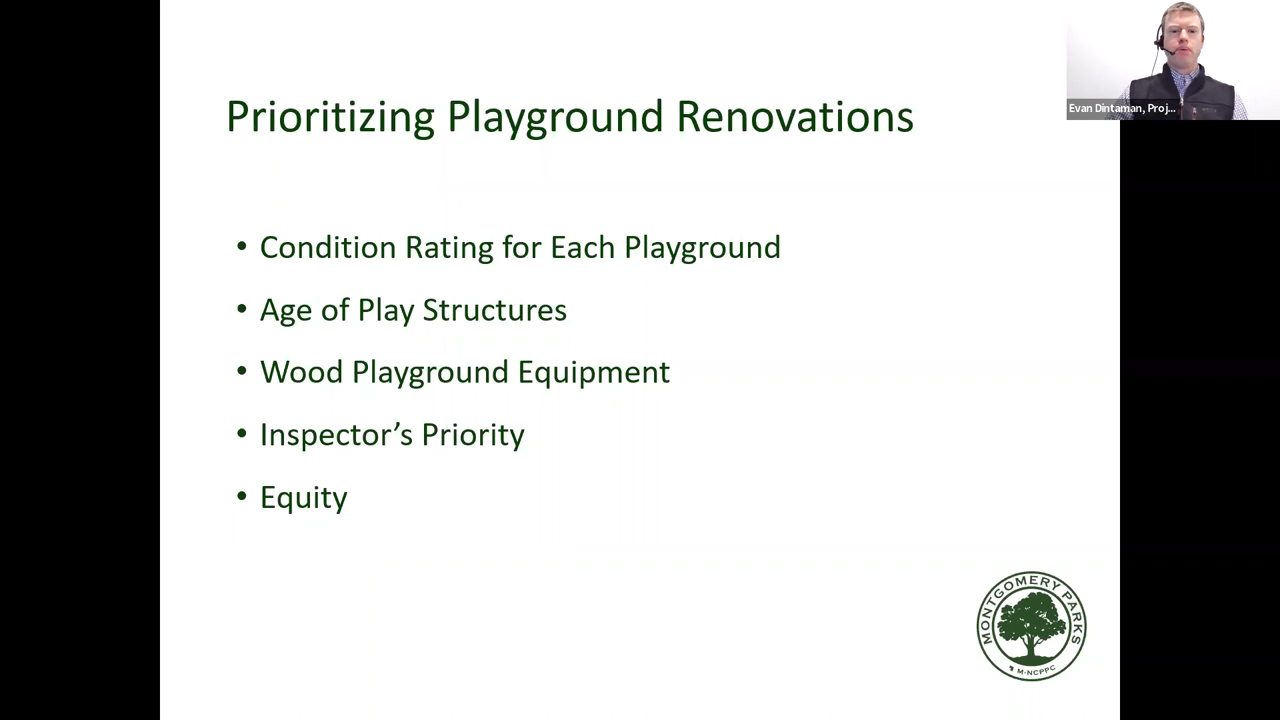 Evan Dintaman, Proj...
Prioritizing Playground Renovations
• Condition Rating for Each Playground
• Age of Play Structures
• Wood Playground Equipment
• Inspector’s Priority
• Equity
MONTGOMERY PARKS
M-NCPPC